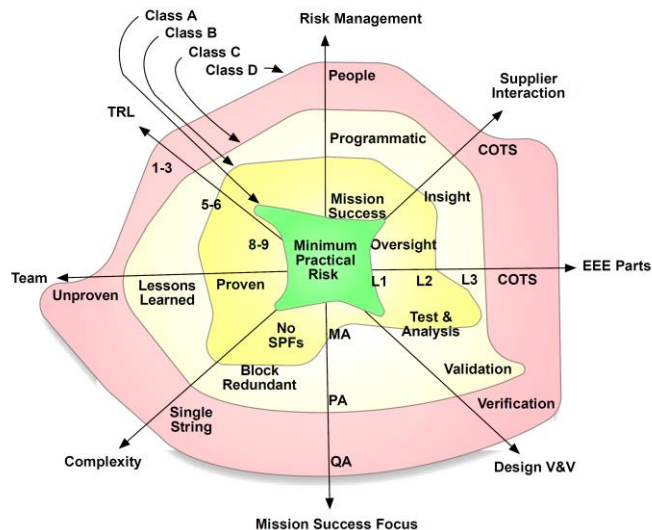 Class A
Risk Management
Class B
Class C
Class D
People
Supplier
Interaction
TRL
Programmatic
COTS
1-3
5-6
Mission
Success
Insight
8-9
Minimum
Practical
Risk
Oversight
Team
Unproven
Lessons
Learned
Proven
L1
L2
L3
COTS
EEE Parts
No
SPFs
MA
Test &
Analysis
Block
Redundant
Validation
Single
String
PA
Verification
Complexity
QA
Design V&V
Mission Success Focus